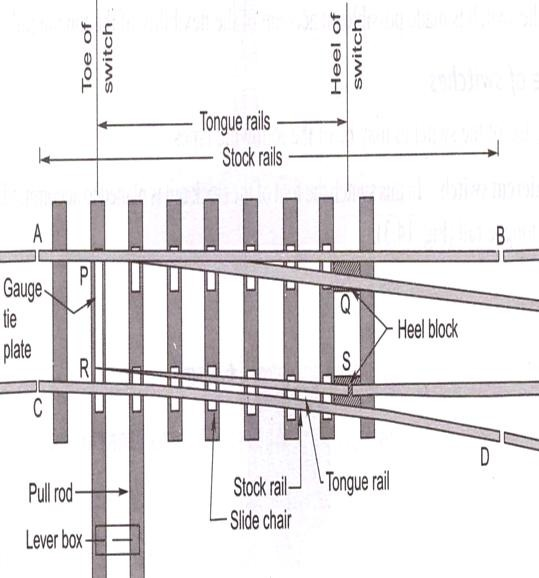 Toe of
switch
Heel of
switch
Tongue rails
Stock rails
A
B
P
Q
Gauge
tie
plate
Heel block
R
S
C
D
Pull rod
Stock rail
Tongue rail
Slide chair
Lever box